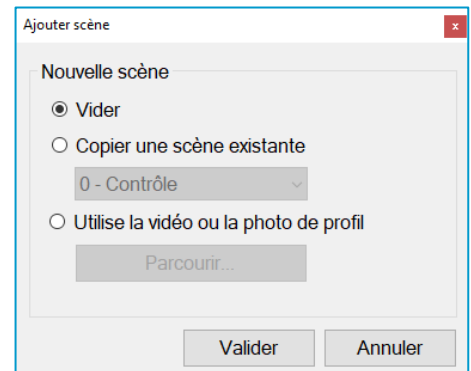 Ajouter scène
x
Nouvelle scène
Vider
Copier une scène existante
0 - Contrôle
Utilise la vidéo ou la photo de profil
Parcourir...
Valider Annuler